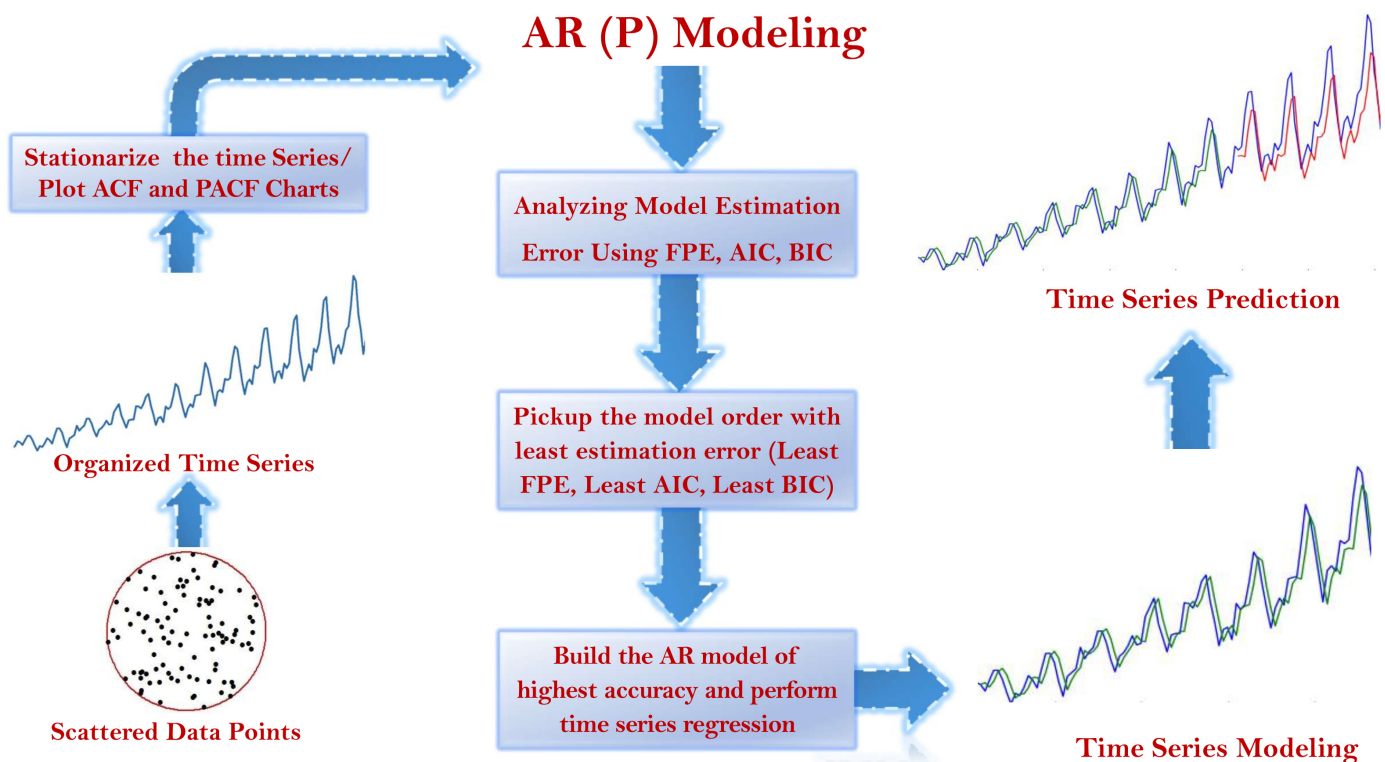 AR (P) Modeling
Stationarize the time Series/
Plot ACF and PACF Charts
Organized Time Series
Scattered Data Points
Analyzing Model Estimation
Error Using FPE, AIC, BIC
Pickup the model order with
least estimation error (Least
FPE, Least AIC, Least BIC)
Build the AR model of
highest accuracy and perform
time series regression
Time Series Prediction
Time Series Modeling